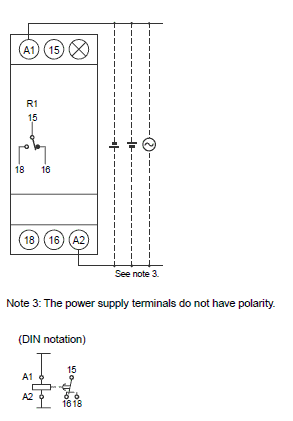 A1 15
R1
15
18 16
18 16 A2
See note 3.
Note 3: The power supply terminals do not have polarity.
(DIN notation)
A1 15
A2
16 18